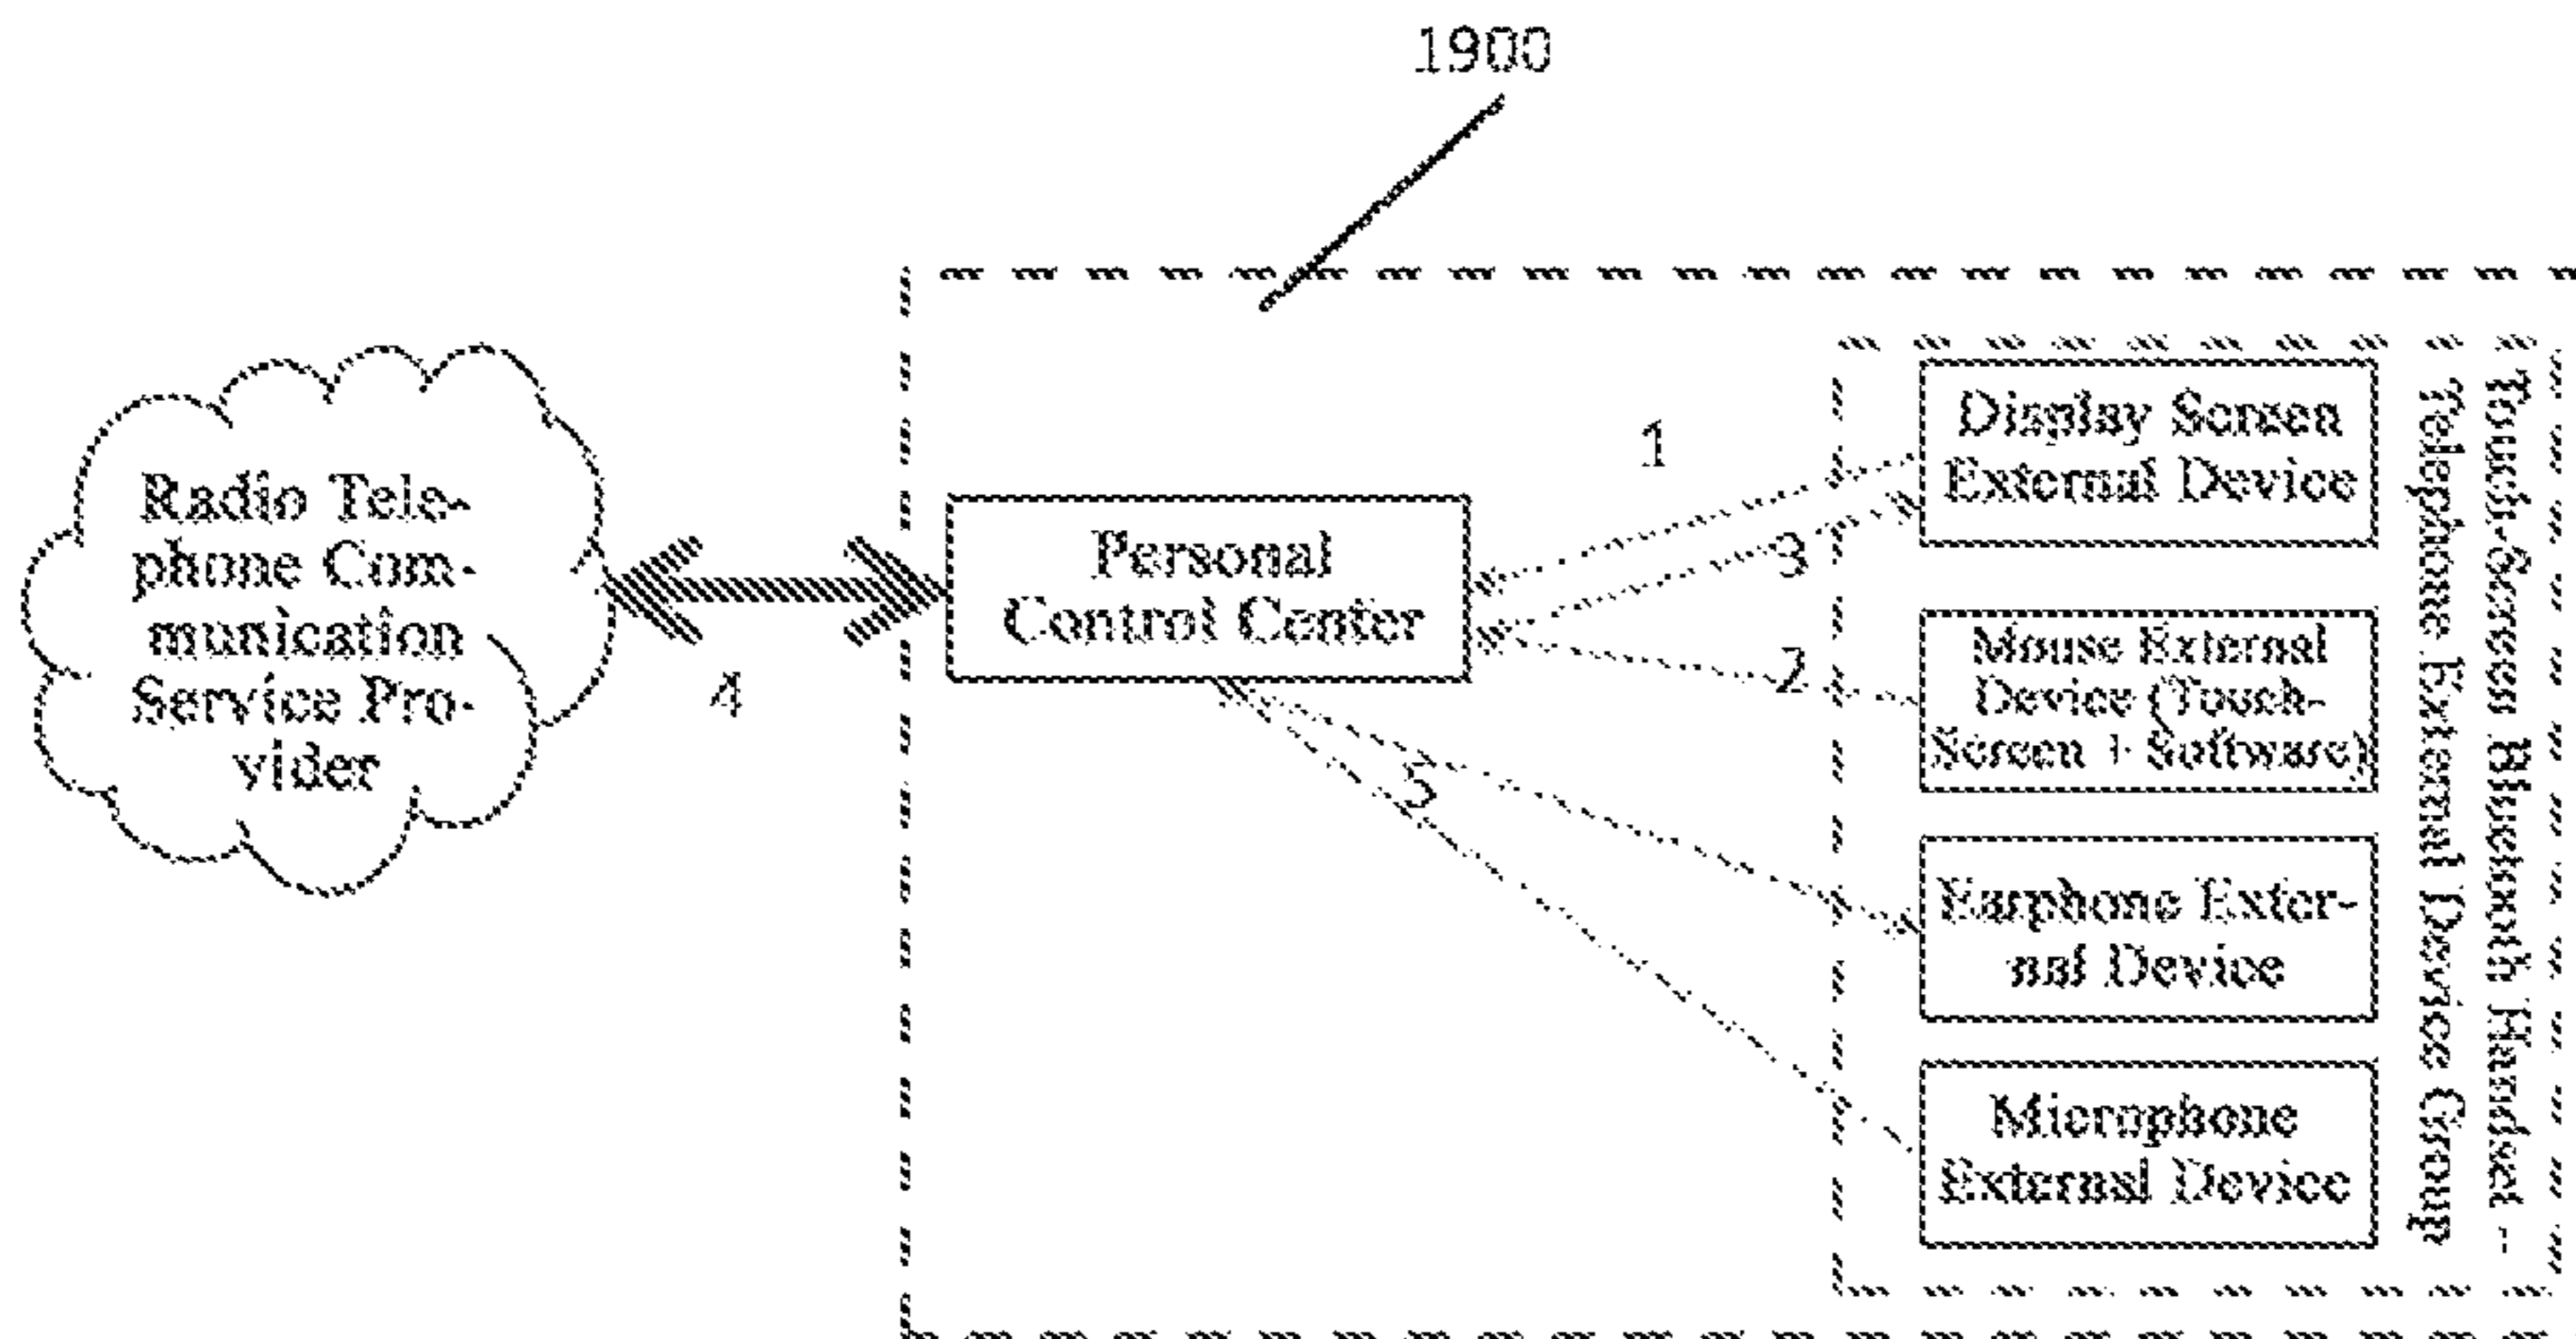 1900
Radio Tele-
phone Com-
munication
Service Pro-
vider
4
Personal
Control Center
1
3
2
5
Display Screen
External Device
Mouse External
Device (Touch-
Screen + Software)
Earphone Exter-
nal Device
Microphone
External Device
Touch-Screen Bluetooth Handset -
Telephone External Device Group